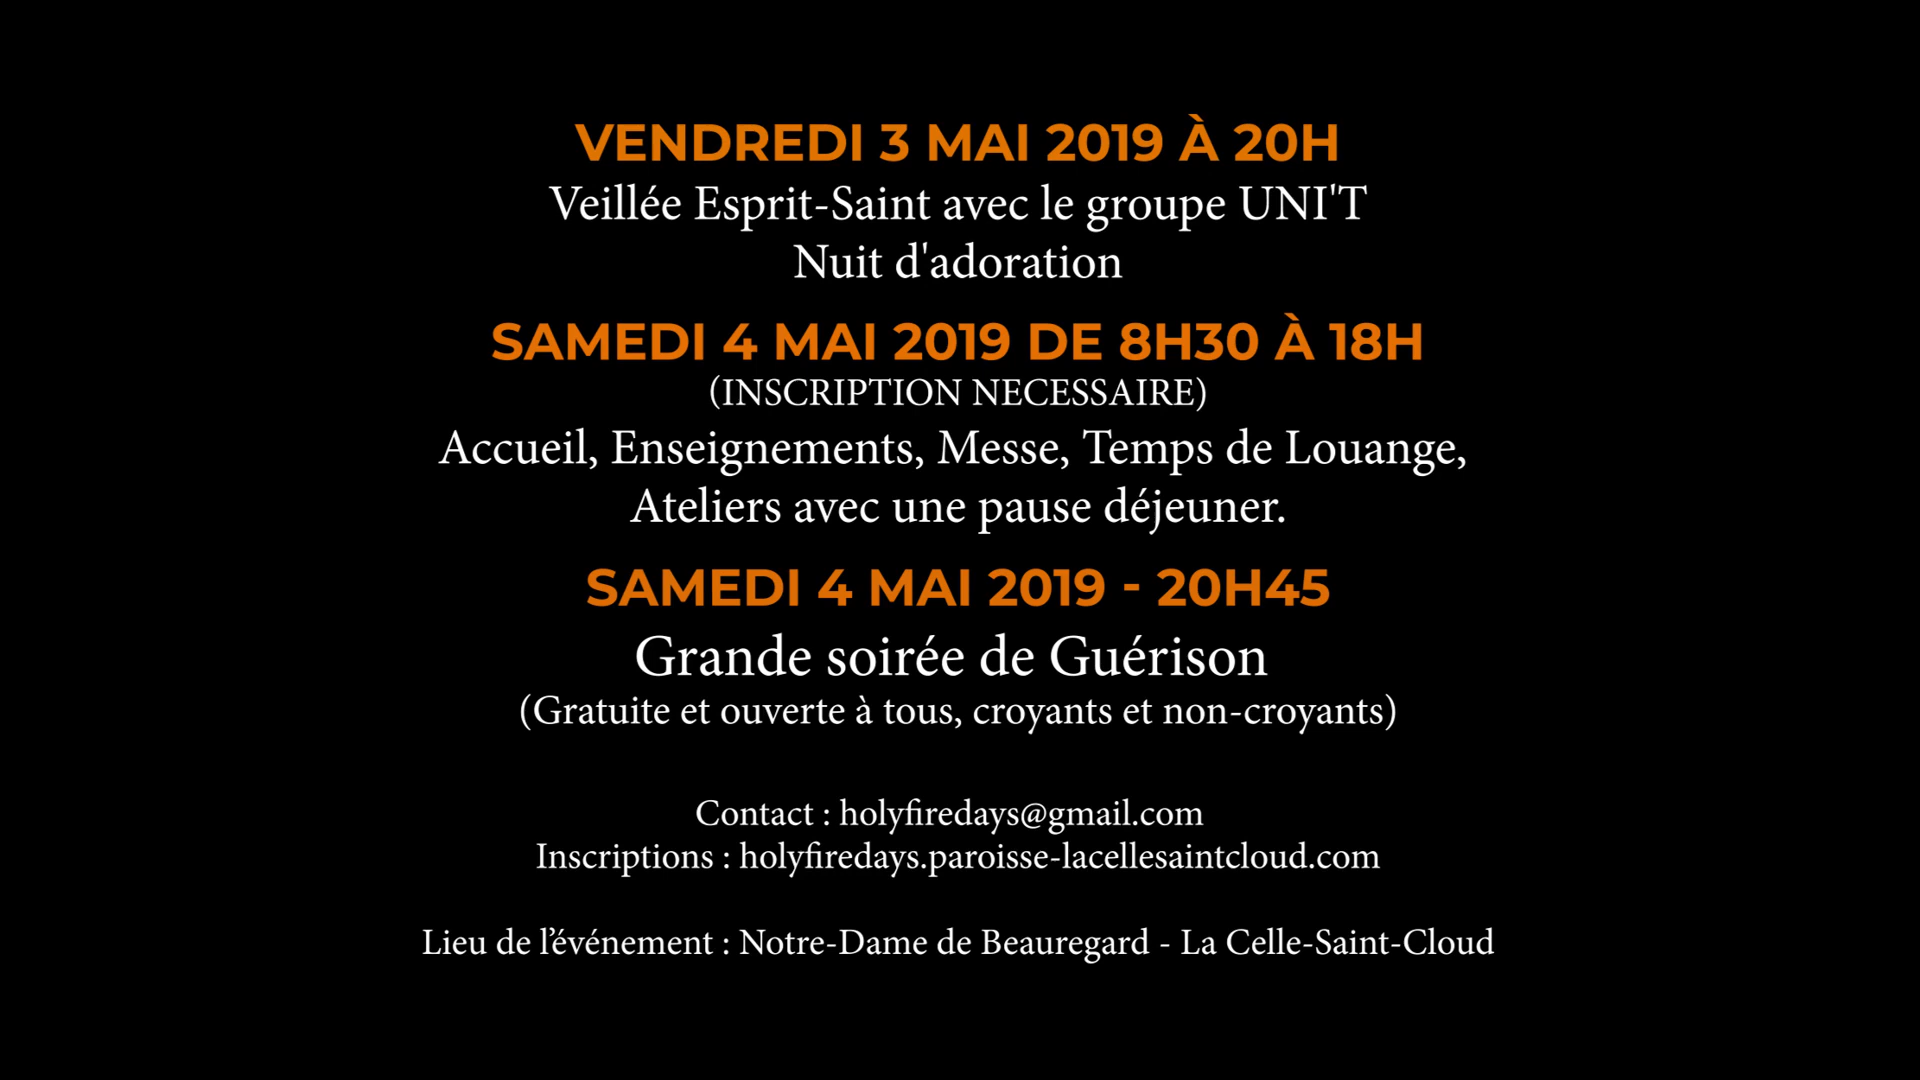 VENDREDI 3 MAI 2019 À 20H
Veillée Esprit-Saint avec le groupe UNI'T
Nuit d'adoration
SAMEDI 4 MAI 2019 DE 8H30 À 18H
(INSCRIPTION NECESSAIRE)
Accueil, Enseignements, Messe, Temps de Louange,
Ateliers avec une pause déjeuner.
SAMEDI 4 MAI 2019 - 20H45
Grande soirée de Guérison
(Gratuite et ouverte à tous, croyants et non-croyants)
Contact : holyfiredays@gmail.com
Inscriptions : holyfiredays.paroisse-lacellesaintcloud.com
Lieu de l’événement : Notre-Dame de Beauregard - La Celle-Saint-Cloud